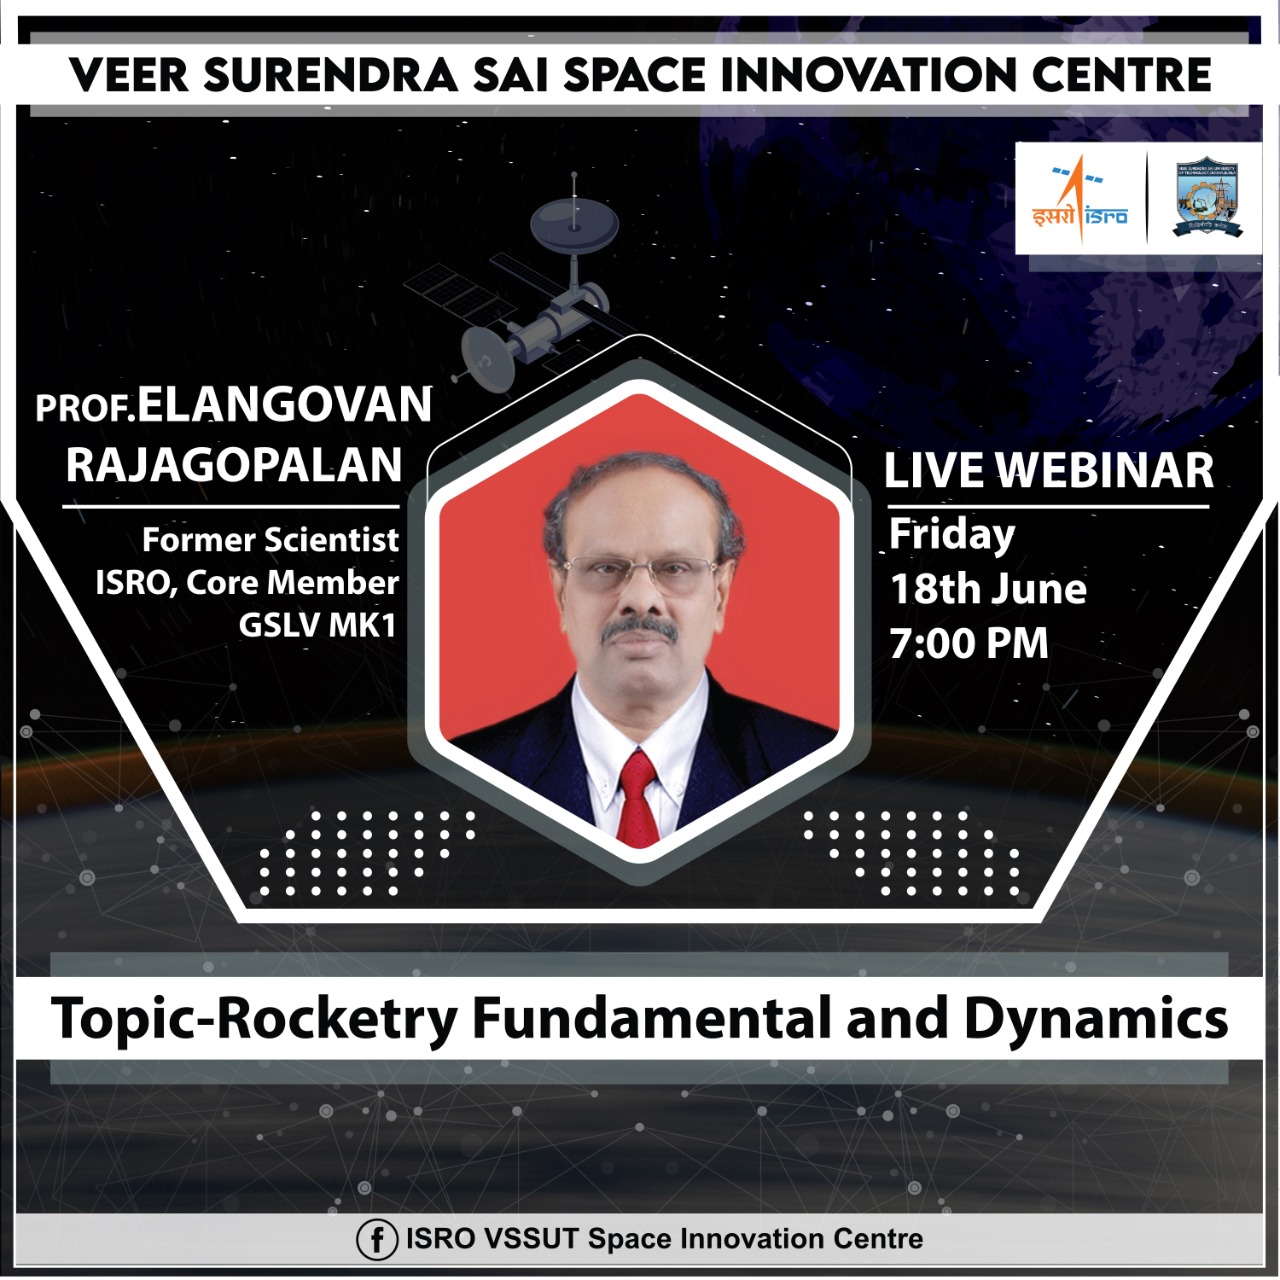 VEER SURENDRA SAI SPACE INNOVATION CENTRE
इसरो isro
PROF.ELANGOVAN
RAJAGOPALAN
Former Scientist
ISRO, Core Member
GSLV MK1
LIVE WEBINAR
Friday
18th June
7:00 PM
Topic-Rocketry Fundamental and Dynamics
f ISRO VSSUT Space Innovation Centre